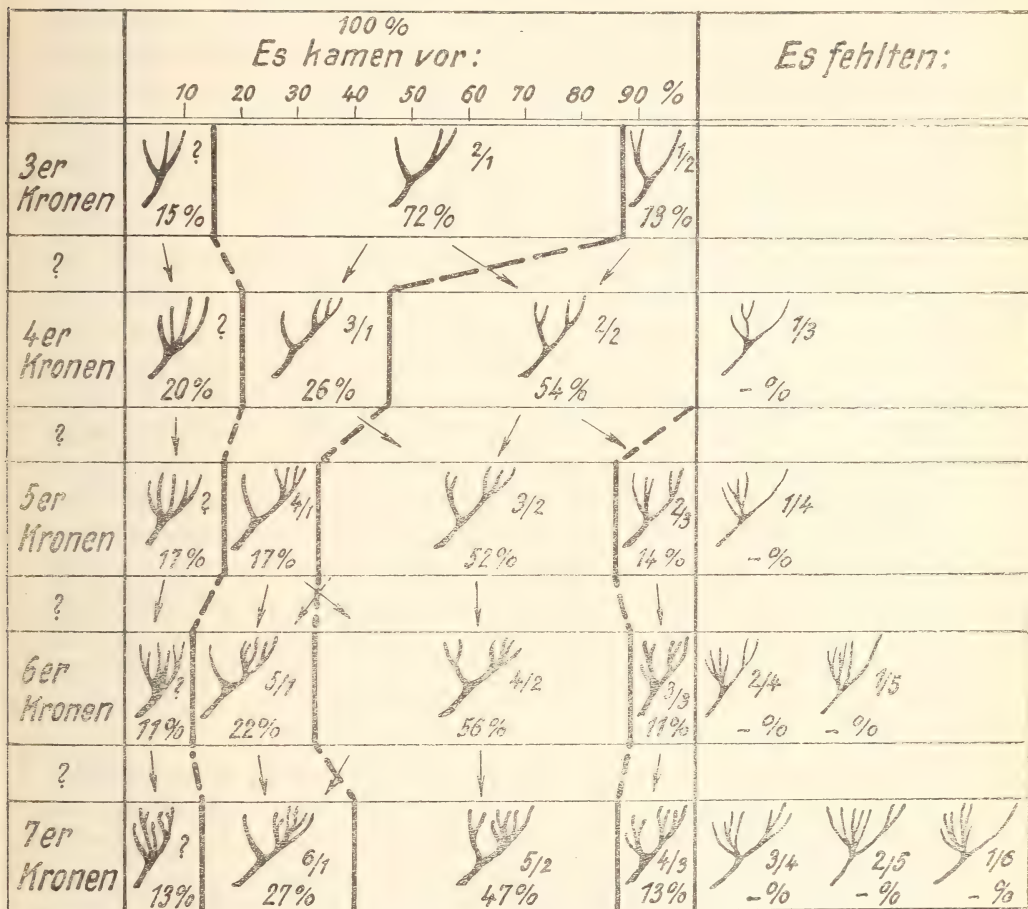 100 %
Es kamen vor:
Es fehlten:
10 20 30 40 50 60 70 80 90 %
3er Kronen
? 2/1 1/2
15% 72% 13%
?
4er Kronen
? 3/1 2/2 1/3
20% 26% 54% - %
?
5er Kronen
? 4/1 3/2 2/3 1/4
17% 17% 52% 14% - %
?
6er Kronen
? 5/1 4/2 3/3 2/4 1/5
11% 22% 56% 11% - % - %
?
7er Kronen
? 6/1 5/2 4/3 3/4 2/5 1/6
13% 27% 47% 13% - % - % - %